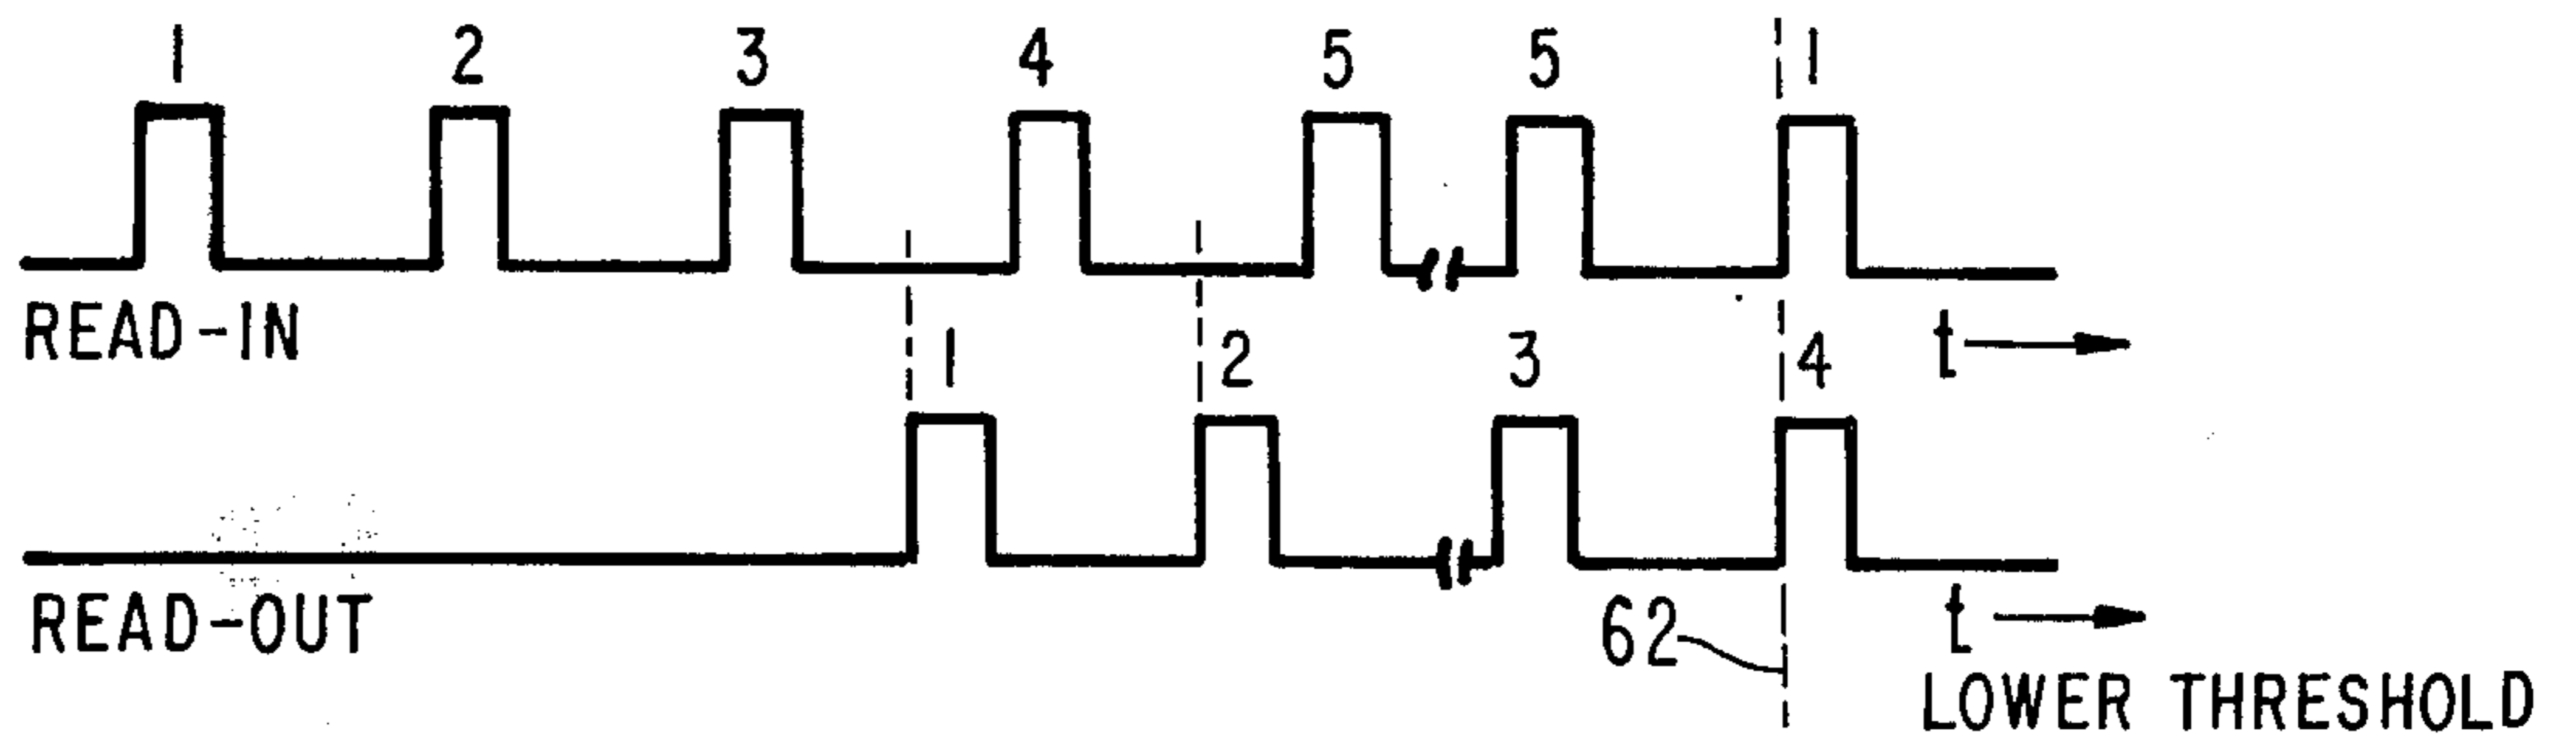 1 2 3 4 5 5 1
READ-IN
t
1 2 3 4
READ-OUT
62
t
LOWER THRESHOLD